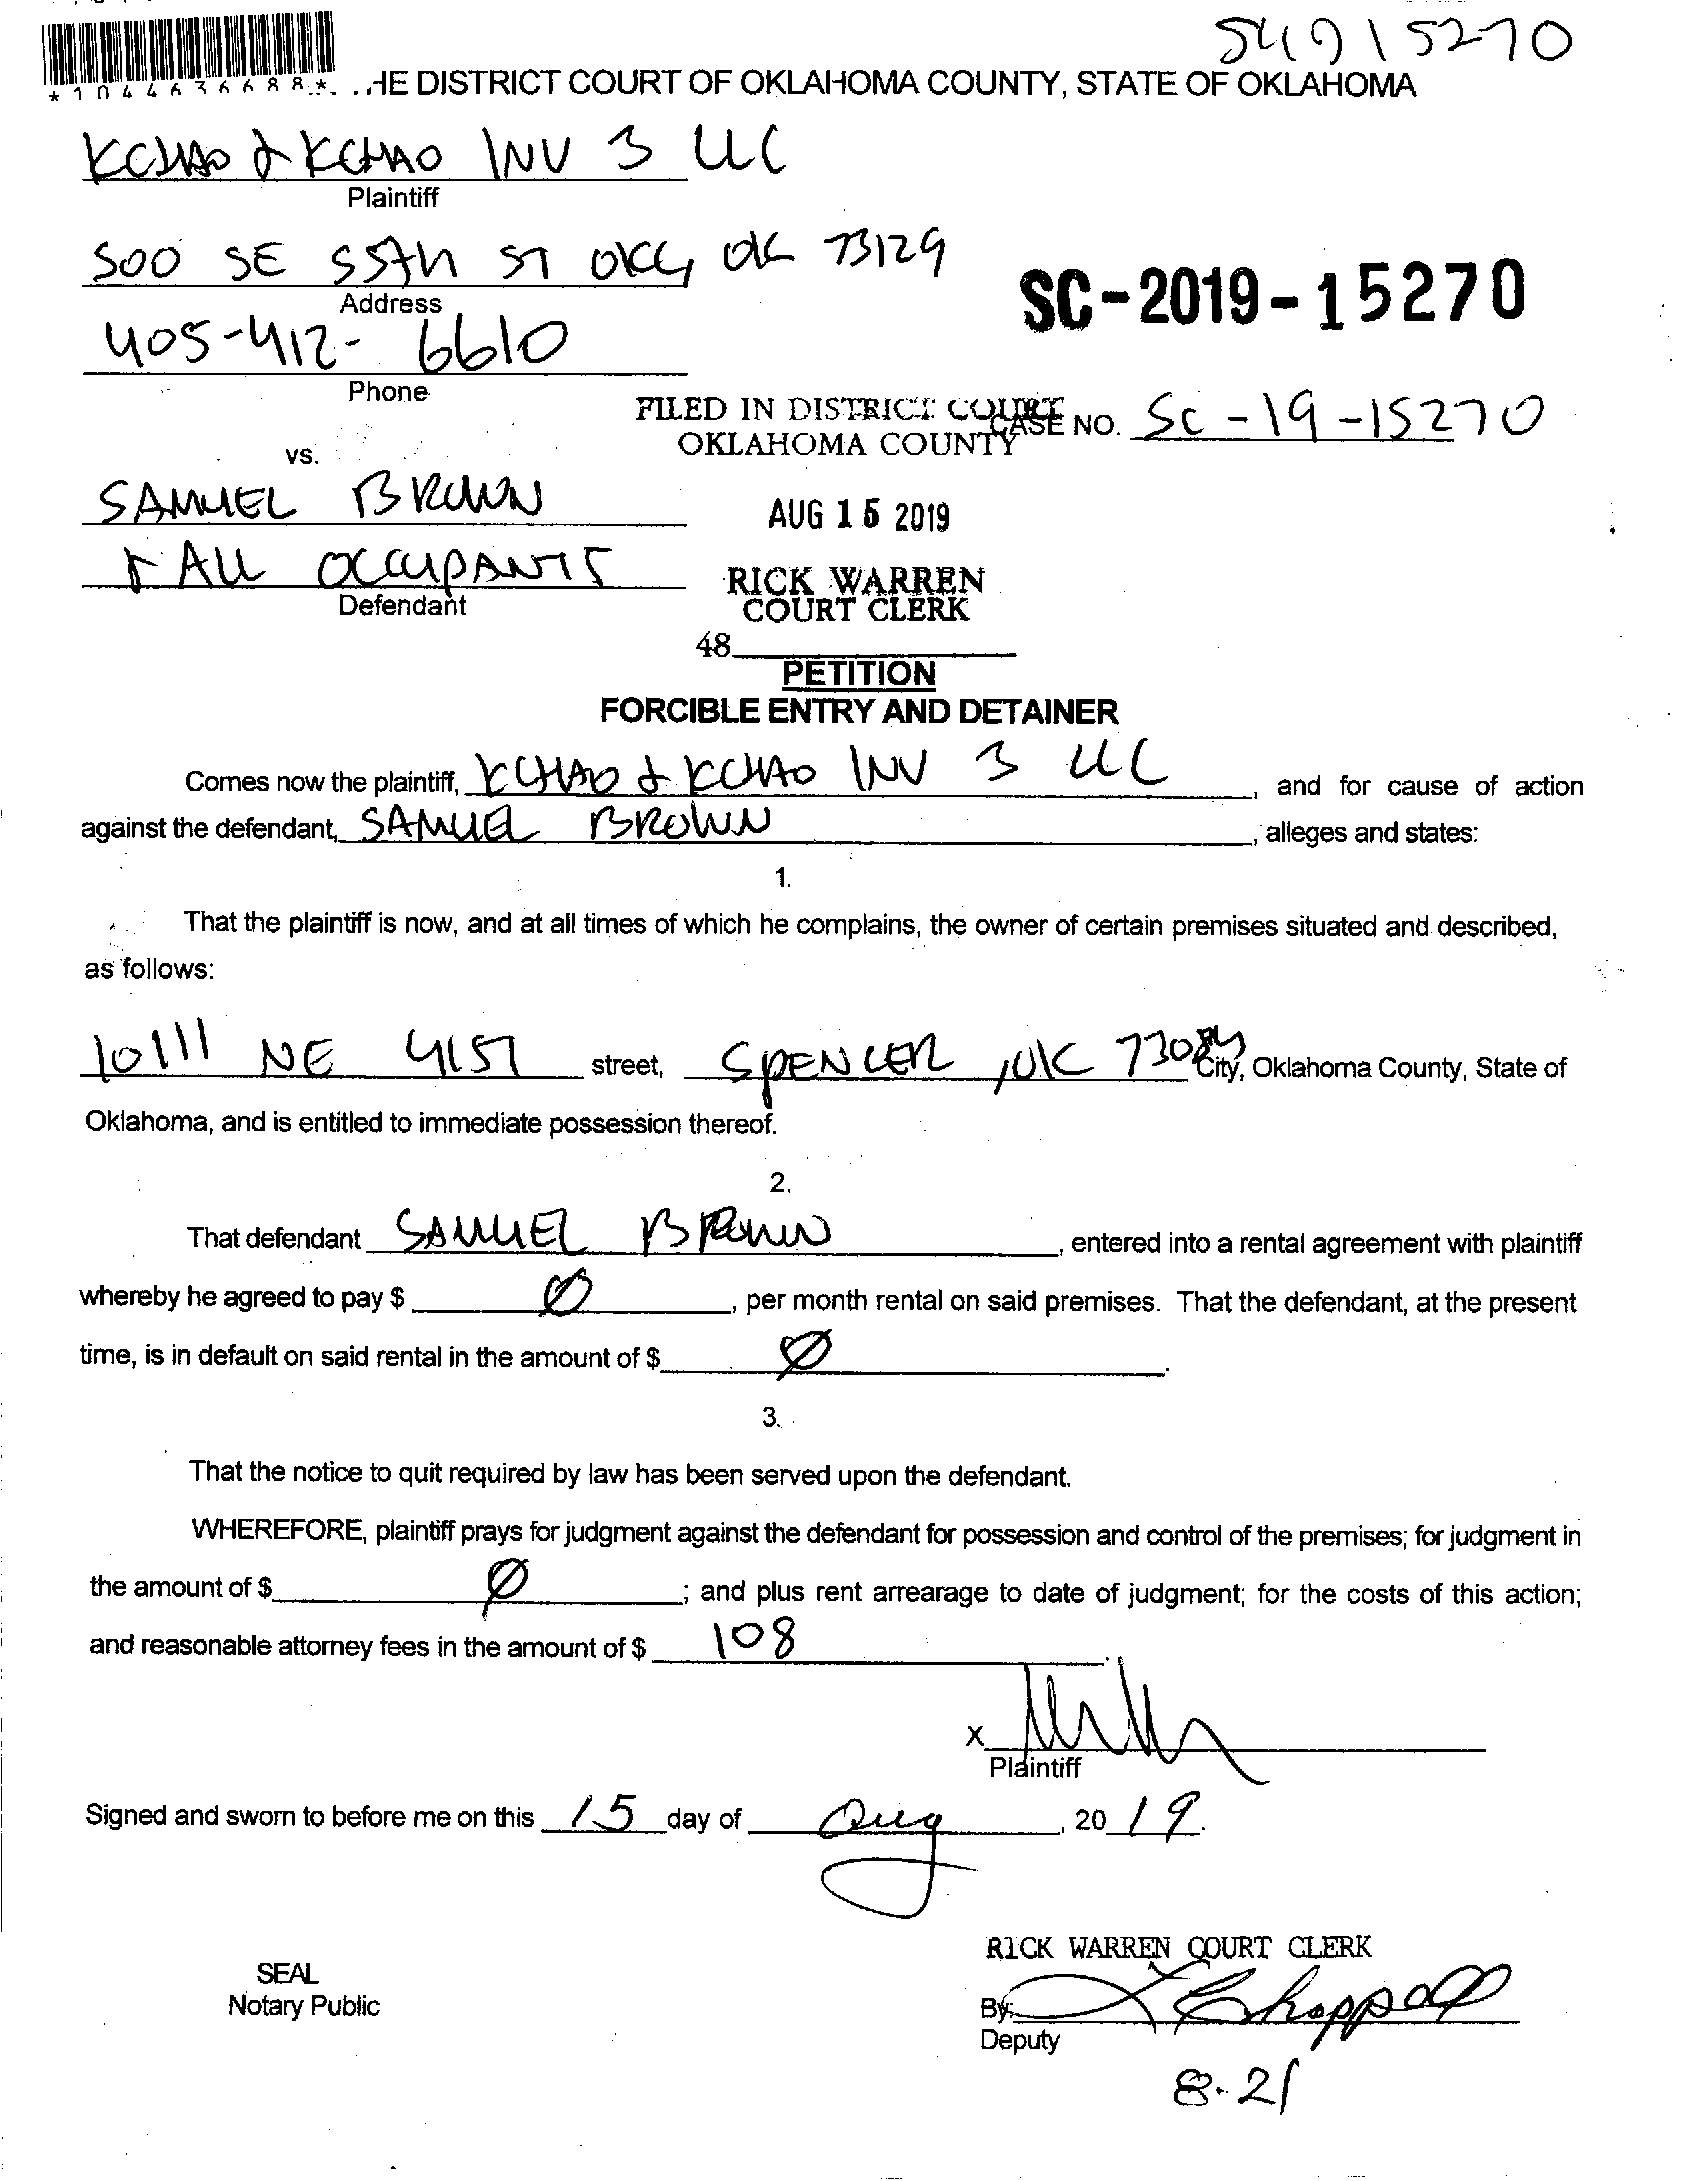 SC1915270
*1044636688* HE DISTRICT COURT OF OKLAHOMA COUNTY, STATE OF OKLAHOMA
KCHAO & KCHAO INV 3 LLC
Plaintiff
500 SE 55th ST OKC, OK 73129
Address
SC-2019-15270
405-412-6610
Phone
FILED IN DISTRICT COURT
OKLAHOMA COUNTY
CASE NO. SC-19-15270
vs.
SAMUEL BROWN
AUG 15 2019
& ALL OCCUPANTS
Defendant
RICK WARREN
COURT CLERK
48
PETITION
FORCIBLE ENTRY AND DETAINER
Comes now the plaintiff, KCHAO & KCHAO INV 3 LLC, and for cause of action
against the defendant, SAMUEL BROWN, alleges and states:
1.
That the plaintiff is now, and at all times of which he complains, the owner of certain premises situated and described,
as follows:
10111 NE 41ST street, SPENCER, OK 73084 City, Oklahoma County, State of
Oklahoma, and is entitled to immediate possession thereof.
2.
That defendant SAMUEL BROWN, entered into a rental agreement with plaintiff
whereby he agreed to pay $ Ø, per month rental on said premises. That the defendant, at the present
time, is in default on said rental in the amount of $ Ø.
3.
That the notice to quit required by law has been served upon the defendant.
WHEREFORE, plaintiff prays for judgment against the defendant for possession and control of the premises; for judgment in
the amount of $ Ø; and plus rent arrearage to date of judgment; for the costs of this action;
and reasonable attorney fees in the amount of $ 108.
X
Plaintiff
Signed and sworn to before me on this 15 day of Aug, 2019.
RICK WARREN COURT CLERK
SEAL
Notary Public
By: Chappell
Deputy
8-21